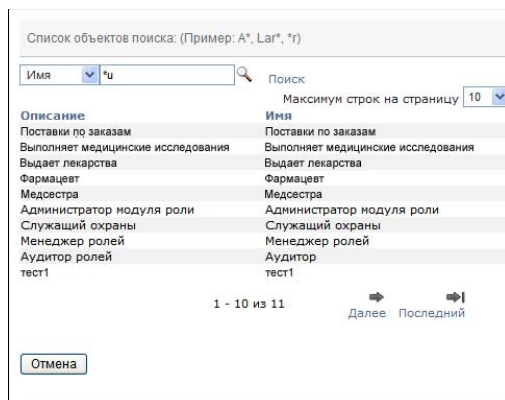 Список объектов поиска: (Пример: A*, Lar*, *r)
Имя *u Поиск
Максимум строк на страницу 10
Описание Имя
Поставки по заказам Поставки по заказам
Выполняет медицинские исследования Выполняет медицинские исследования
Выдает лекарства Выдает лекарства
Фармацевт Фармацевт
Медсестра Медсестра
Администратор модуля роли Администратор модуля роли
Служащий охраны Служащий охраны
Менеджер ролей Менеджер ролей
Аудитор ролей Аудитор
тест1 тест1
1 - 10 из 11 Далее Последний
Отмена